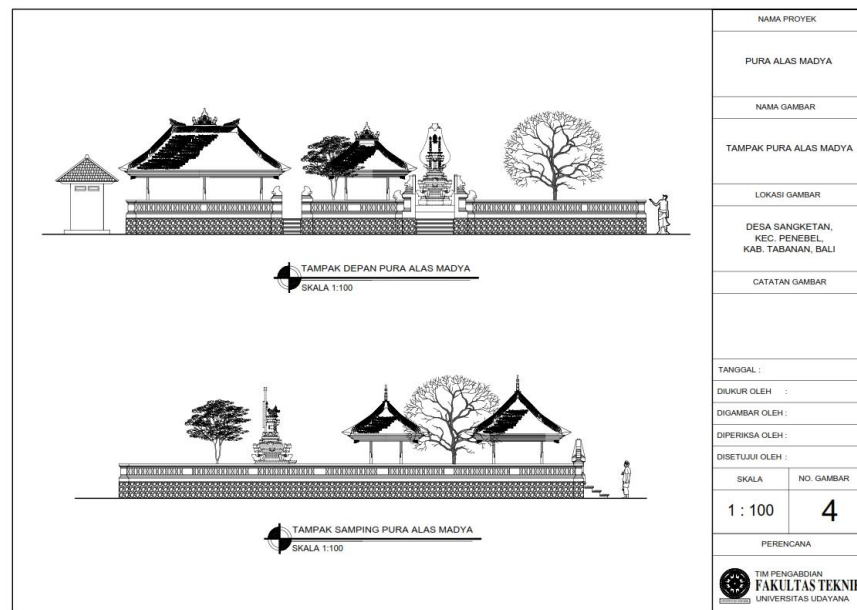 TAMPAK DEPAN PURA ALAS MADYA
SKALA 1:100
TAMPAK SAMPING PURA ALAS MADYA
SKALA 1:100
NAMA PROYEK
PURA ALAS MADYA
NAMA GAMBAR
TAMPAK PURA ALAS MADYA
LOKASI GAMBAR
DESA SANGKETAN,
KEC. PENEBEL,
KAB. TABANAN, BALI
CATATAN GAMBAR
TANGGAL :
DIUKUR OLEH :
DIGAMBAR OLEH :
DIPERIKSA OLEH :
DISETUJUI OLEH :
SKALA
NO. GAMBAR
1 : 100
4
PERENCANA
TIM PENGABDIAN
FAKULTAS TEKNIK
UNIVERSITAS UDAYANA